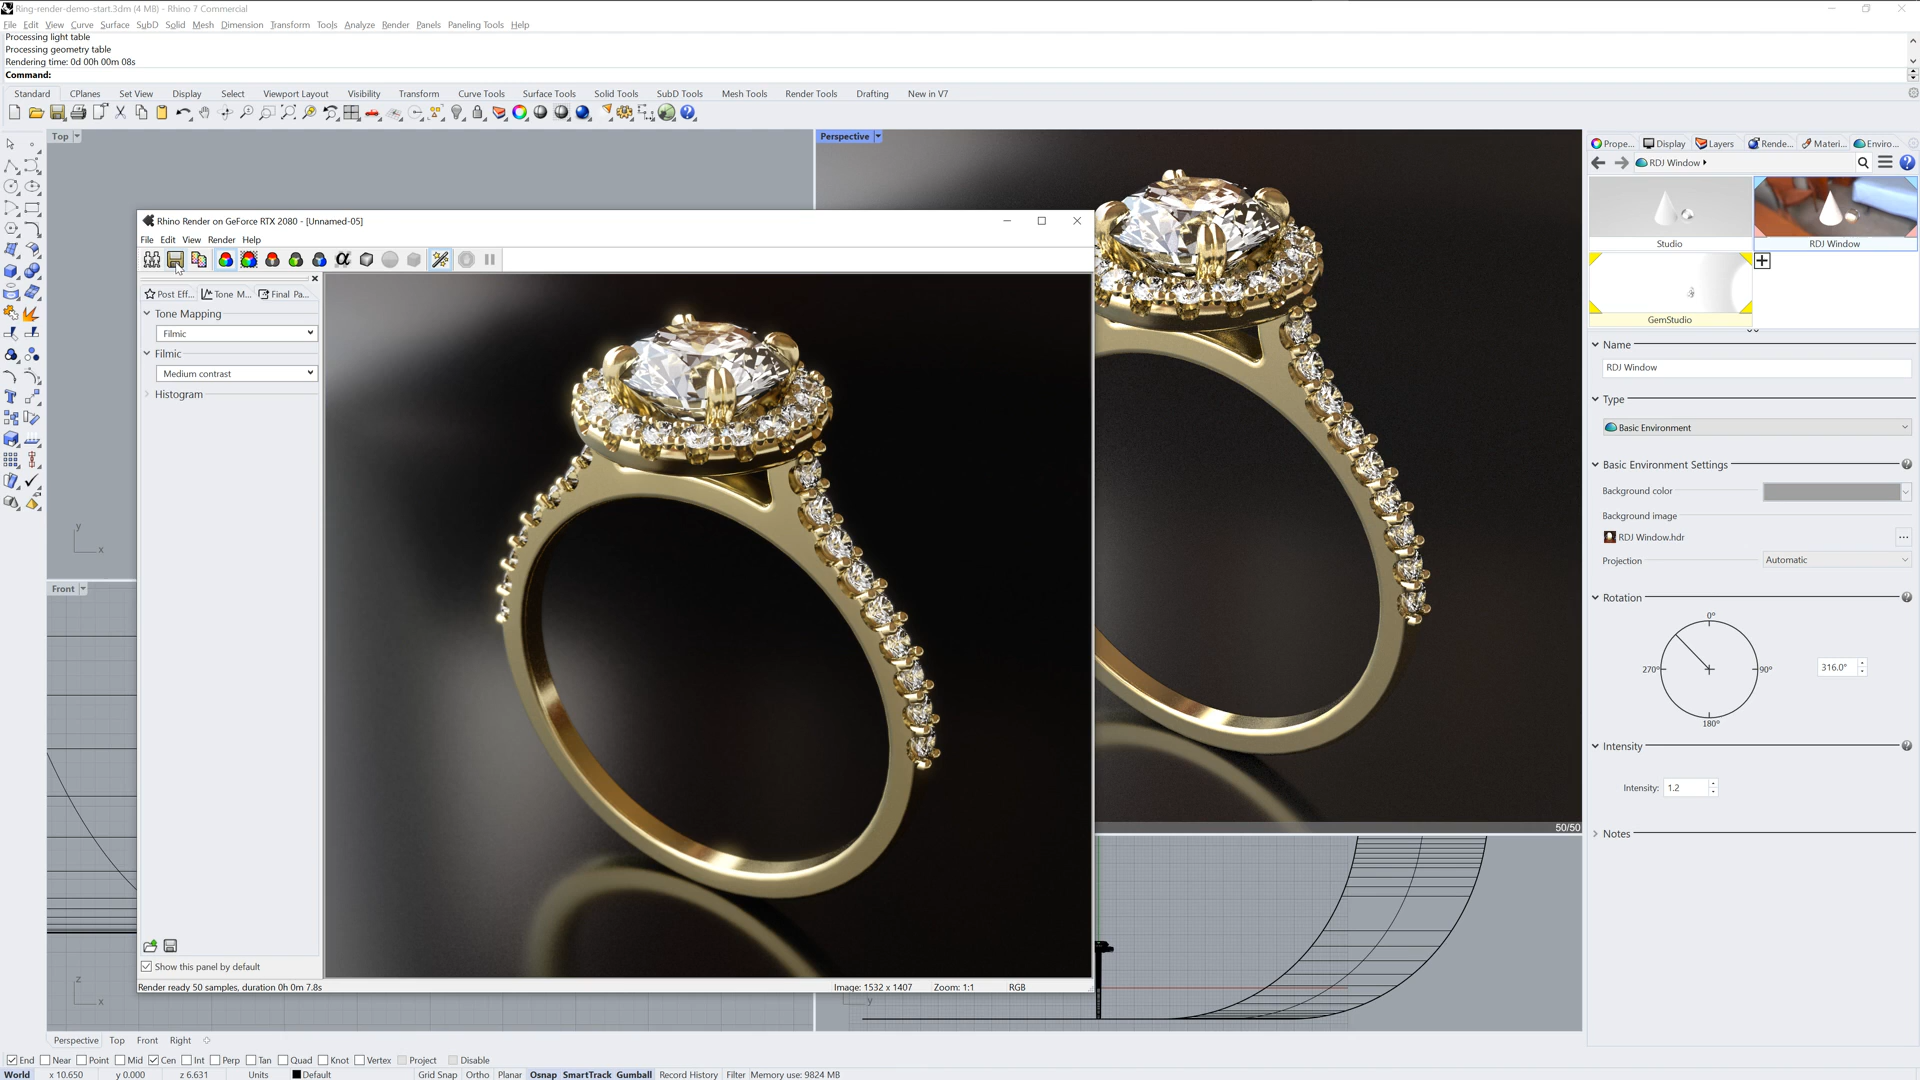 Ring-render-demo-start.3dm (4 MB) - Rhino 7 Commercial
File Edit View Curve Surface SubD Solid Mesh Dimension Transform Tools Analyze Render Panels Paneling Tools Help
Processing light table
Processing geometry table
Rendering time: 0d 00h 00m 08s
Command:
Standard CPlanes Set View Display Select Viewport Layout Visibility Transform Curve Tools Surface Tools Solid Tools SubD Tools Mesh Tools Render Tools Drafting New in V7
Top
Perspective
Prope... Display Layers Rende... Materi... Enviro...
RDJ Window
Studio
RDJ Window
GemStudio
Name
RDJ Window
Type
Basic Environment
Basic Environment Settings
Background color
Background image
RDJ Window.hdr
...
Projection
Automatic
Rotation
0°
270°
90°
180°
316.0°
Intensity
Intensity: 1.2
Notes
Rhino Render on GeForce RTX 2080 - [Unnamed-05]
File Edit View Render Help
Post Eff... Tone M... Final Pa...
Tone Mapping
Filmic
Filmic
Medium contrast
Histogram
Show this panel by default
Render ready 50 samples, duration 0h 0m 7.8s
Image: 1532 x 1407 Zoom: 1:1 RGB
50/50
y
x
Front
z
x
y
Perspective Top Front Right
End Near Point Mid Cen Int Perp Tan Quad Knot Vertex Project Disable
World x 10.650 y 0.000 z 6.631 Units Default Grid Snap Ortho Planar Osnap SmartTrack Gumball Record History Filter Memory use: 9824 MB